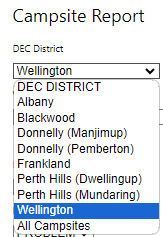 Campsite Report
DEC District
Wellington
DEC DISTRICT
Albany
Blackwood
Donnelly (Manjimup)
Donnelly (Pemberton)
Frankland
Perth Hills (Dwellingup)
Perth Hills (Mundaring)
Wellington
All Campsites